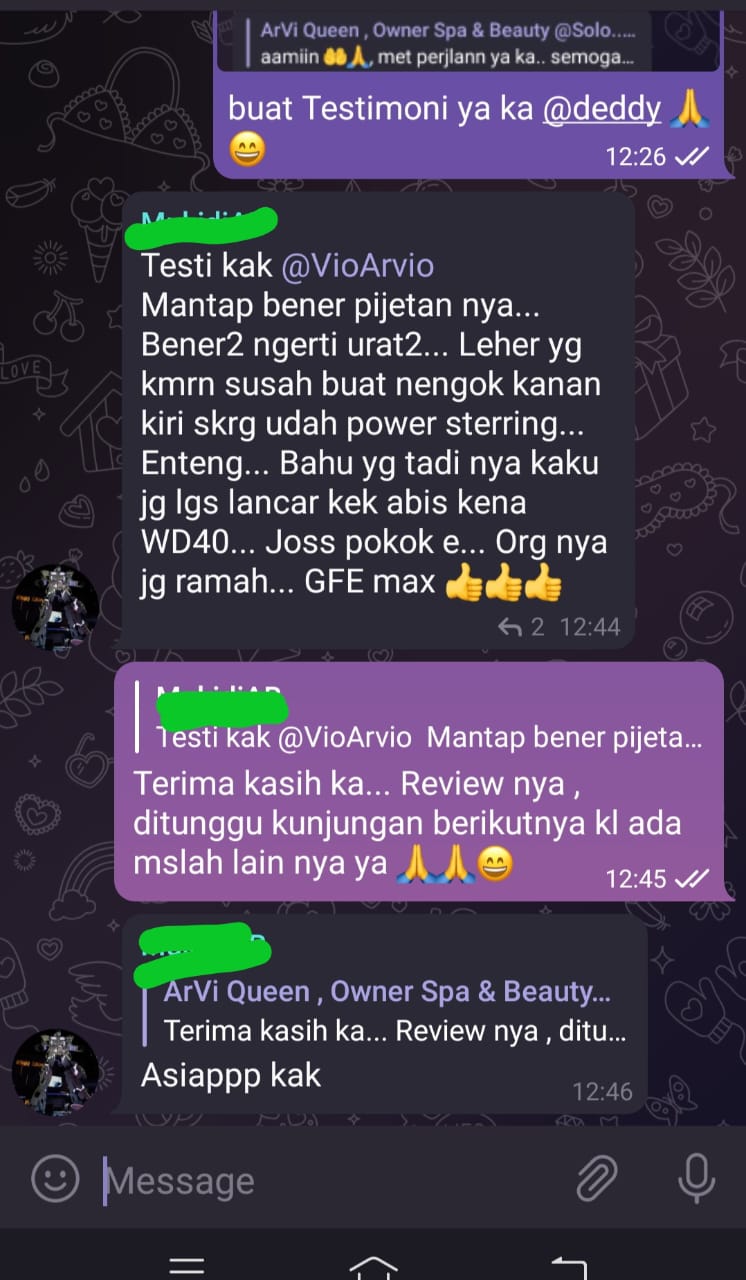 ArVi Queen , Owner Spa & Beauty @Solo.....
aamiin 🤲🙏, met perjlann ya ka.. semoga...
buat Testimoni ya ka @deddy 🙏
😄
12:26
Testi kak @VioArvio
Mantap bener pijetan nya...
Bener2 ngerti urat2... Leher yg
kmrn susah buat nengok kanan
kiri skrg udah power sterring...
Enteng... Bahu yg tadi nya kaku
jg lgs lancar kek abis kena
WD40... Joss pokok e... Org nya
jg ramah... GFE max 👍👍👍
2 12:44
Testi kak @VioArvio Mantap bener pijeta...
Terima kasih ka... Review nya ,
ditunggu kunjungan berikutnya kl ada
mslah lain nya ya 🙏🙏😄
12:45
ArVi Queen , Owner Spa & Beauty...
Terima kasih ka... Review nya , ditu...
Asiappp kak
12:46
Message
LOVE